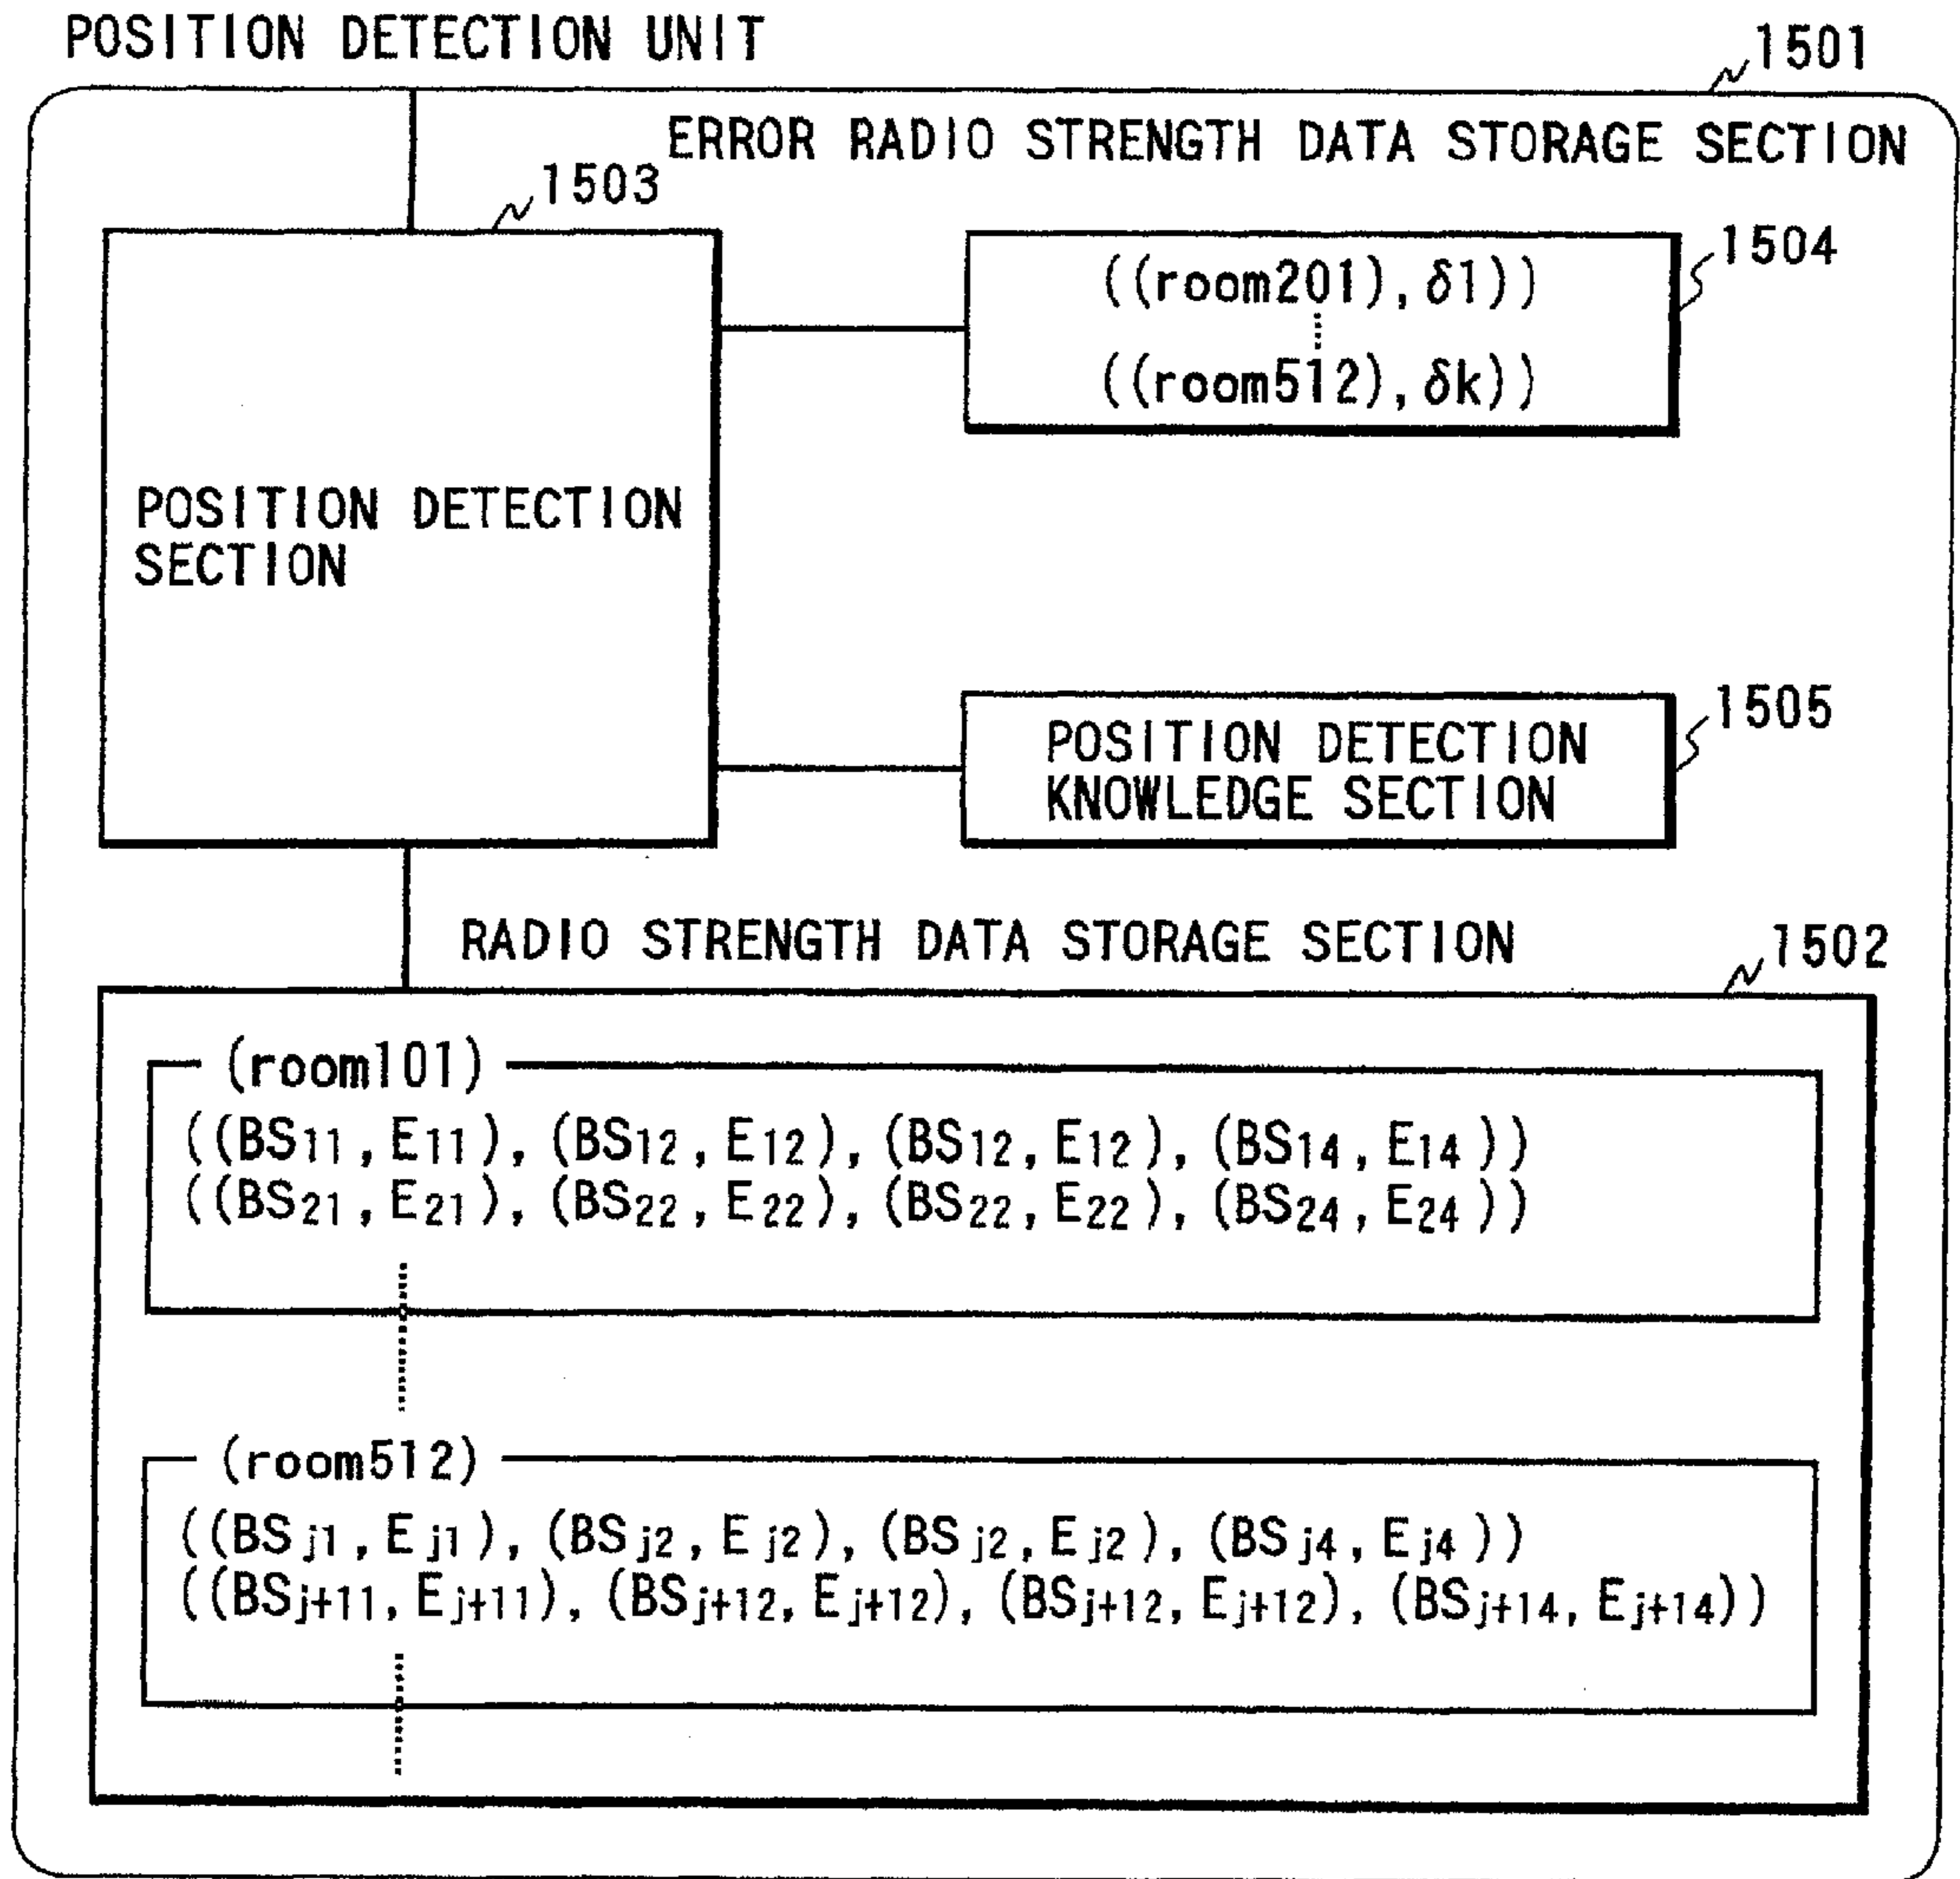 POSITION DETECTION UNIT
1501
ERROR RADIO STRENGTH DATA STORAGE SECTION
1503
1504
((room201), δ1))
((room512), δk))
POSITION DETECTION
SECTION
1505
POSITION DETECTION
KNOWLEDGE SECTION
RADIO STRENGTH DATA STORAGE SECTION
1502
(room101)
((BS11, E11), (BS12, E12), (BS12, E12), (BS14, E14))
((BS21, E21), (BS22, E22), (BS22, E22), (BS24, E24))
(room512)
((BSj1, Ej1), (BSj2, Ej2), (BSj2, Ej2), (BSj4, Ej4))
((BSj+11, Ej+11), (BSj+12, Ej+12), (BSj+12, Ej+12), (BSj+14, Ej+14))